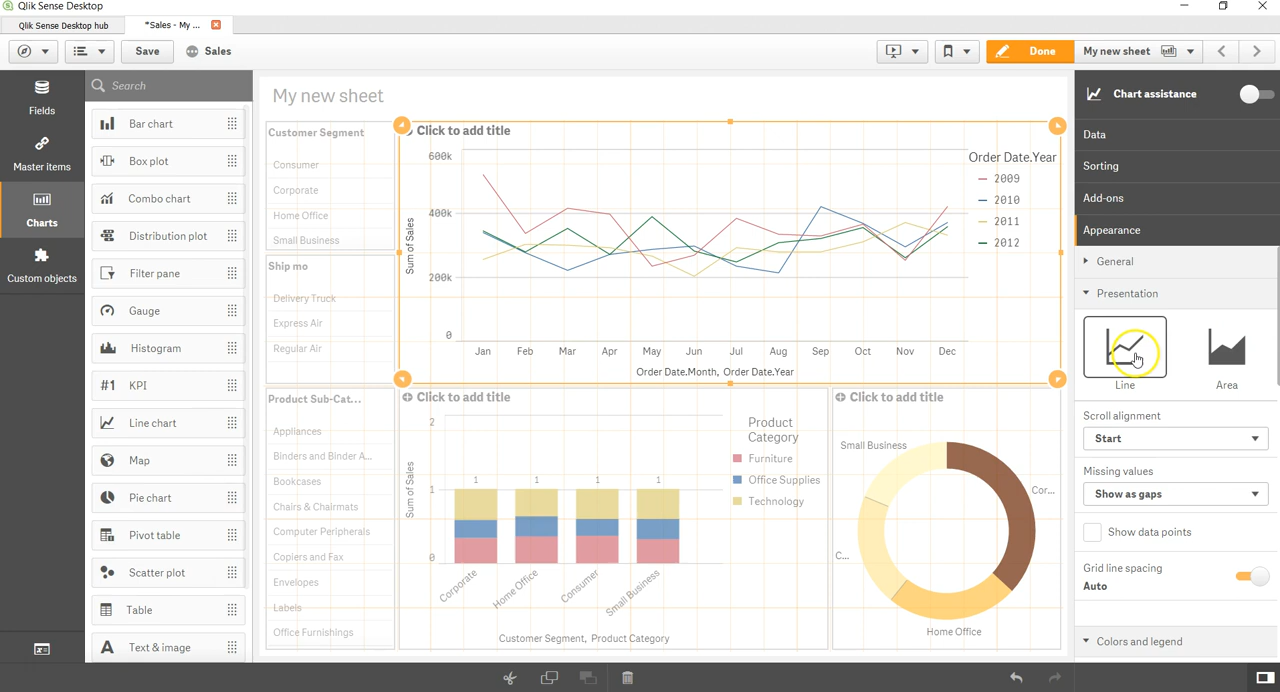 Qlik Sense Desktop
Qlik Sense Desktop hub
*Sales - My ...
Save
Sales
Done
My new sheet
Fields
Master items
Charts
Custom objects
Search
Bar chart
Box plot
Combo chart
Distribution plot
Filter pane
Gauge
Histogram
#1 KPI
Line chart
Map
Pie chart
Pivot table
Scatter plot
Table
A Text & image
My new sheet
Customer Segment
Consumer
Corporate
Home Office
Small Business
Ship mo
Delivery Truck
Express Air
Regular Air
Product Sub-Cat...
Appliances
Binders and Binder A...
Bookcases
Chairs & Chairmats
Computer Peripherals
Copiers and Fax
Envelopes
Labels
Office Furnishings
Click to add title
Sum of Sales
600k
400k
200k
0
Jan Feb Mar Apr May Jun Jul Aug Sep Oct Nov Dec
Order Date.Month, Order Date.Year
Order Date.Year
2009
2010
2011
2012
Click to add title
Sum of Sales
2
1
0
1 1 1 1
Corporate
Home Office
Consumer
Small Business
Customer Segment, Product Category
Product
Category
Furniture
Office Supplies
Technology
Click to add title
Small Business
Cor...
C...
Home Office
Chart assistance
Data
Sorting
Add-ons
Appearance
General
Presentation
Line
Area
Scroll alignment
Start
Missing values
Show as gaps
Show data points
Grid line spacing
Auto
Colors and legend